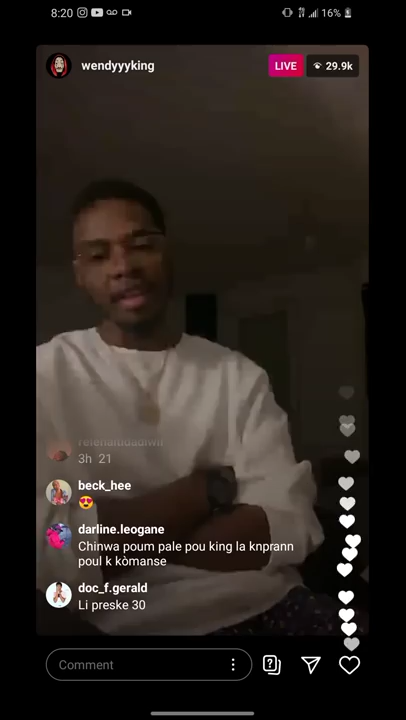 8:20
16%
wendyyyking
LIVE
29.9k
3h 21
beck_hee
😍
darline.leogane
Chinwa poum pale pou king la knprann
poul k kòmanse
doc_f.gerald
Li preske 30
Comment